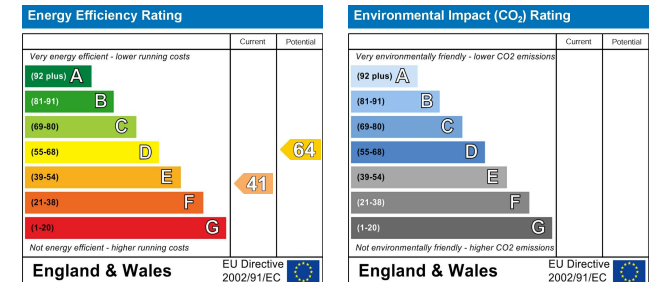 Energy Efficiency Rating
Current Potential
Very energy efficient - lower running costs
(92 plus) A
(81-91) B
(69-80) C
(55-68) D
64
(39-54) E
41
(21-38) F
(1-20) G
Not energy efficient - higher running costs
England & Wales
EU Directive
2002/91/EC
Environmental Impact (CO2) Rating
Current Potential
Very environmentally friendly - lower CO2 emissions
(92 plus) A
(81-91) B
(69-80) C
(55-68) D
(39-54) E
(21-38) F
(1-20) G
Not environmentally friendly - higher CO2 emissions
England & Wales
EU Directive
2002/91/EC